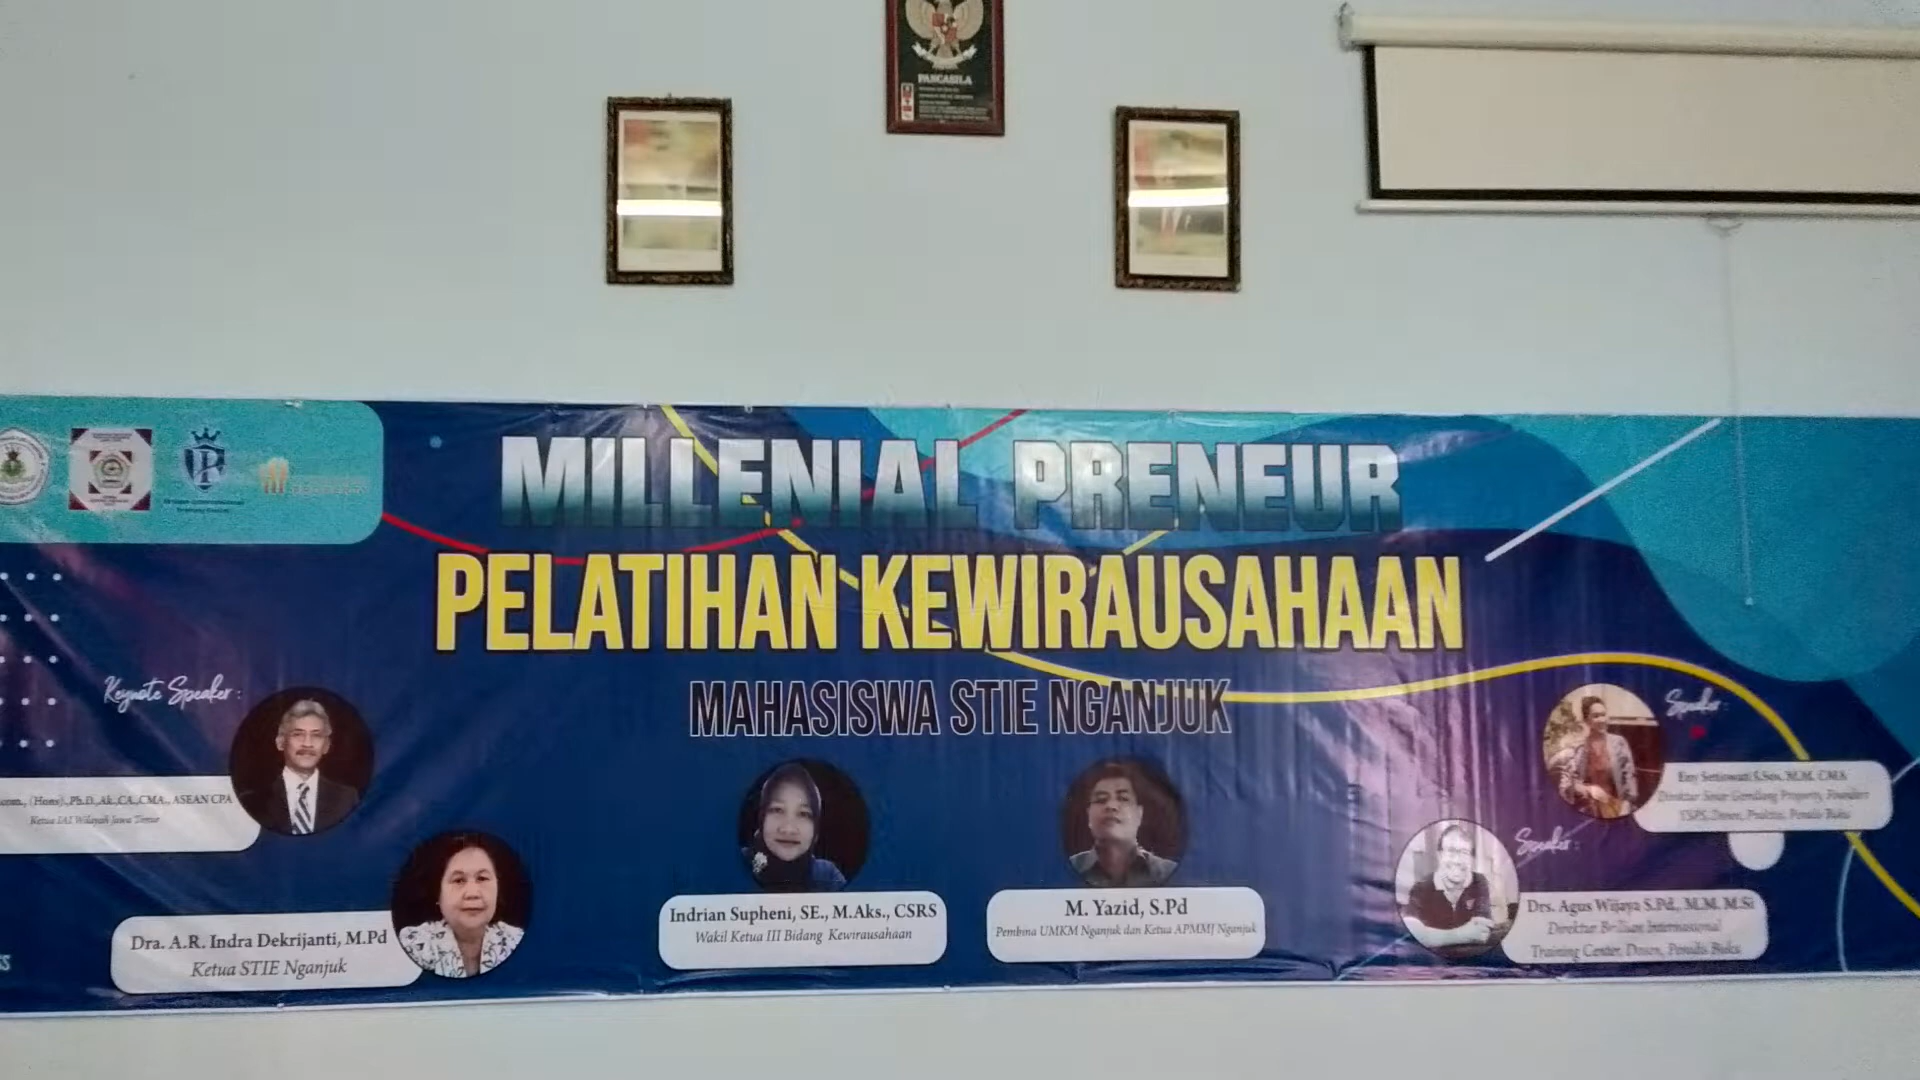 PANCASILA
MILLENIAL PRENEUR
PELATIHAN KEWIRAUSAHAAN
MAHASISWA STIE NGANJUK
Keynote Speaker :
com., (Hons)., Ph.D., Ak., CA., CMA., ASEAN CPA
Ketua IAI Wilayah Jawa Timur
Dra. A.R. Indra Dekrijanti, M.Pd
Ketua STIE Nganjuk
Indrian Supheni, SE., M.Aks., CSRS
Wakil Ketua III Bidang Kewirausahaan
M. Yazid, S.Pd
Pembina UMKM Nganjuk dan Ketua APMMJ Nganjuk
Speaker :
Eny Setiowati S.Sos, M.M, CMA
Direktur Sinar Gemilang Property, Founders
Dosen, Praktisi, Penulis Buku
Speaker :
Drs. Agus Wijaya S.Pd., M.M. M.Si
Direktur Brilliant International
Training Center, Dosen, Penulis Buku